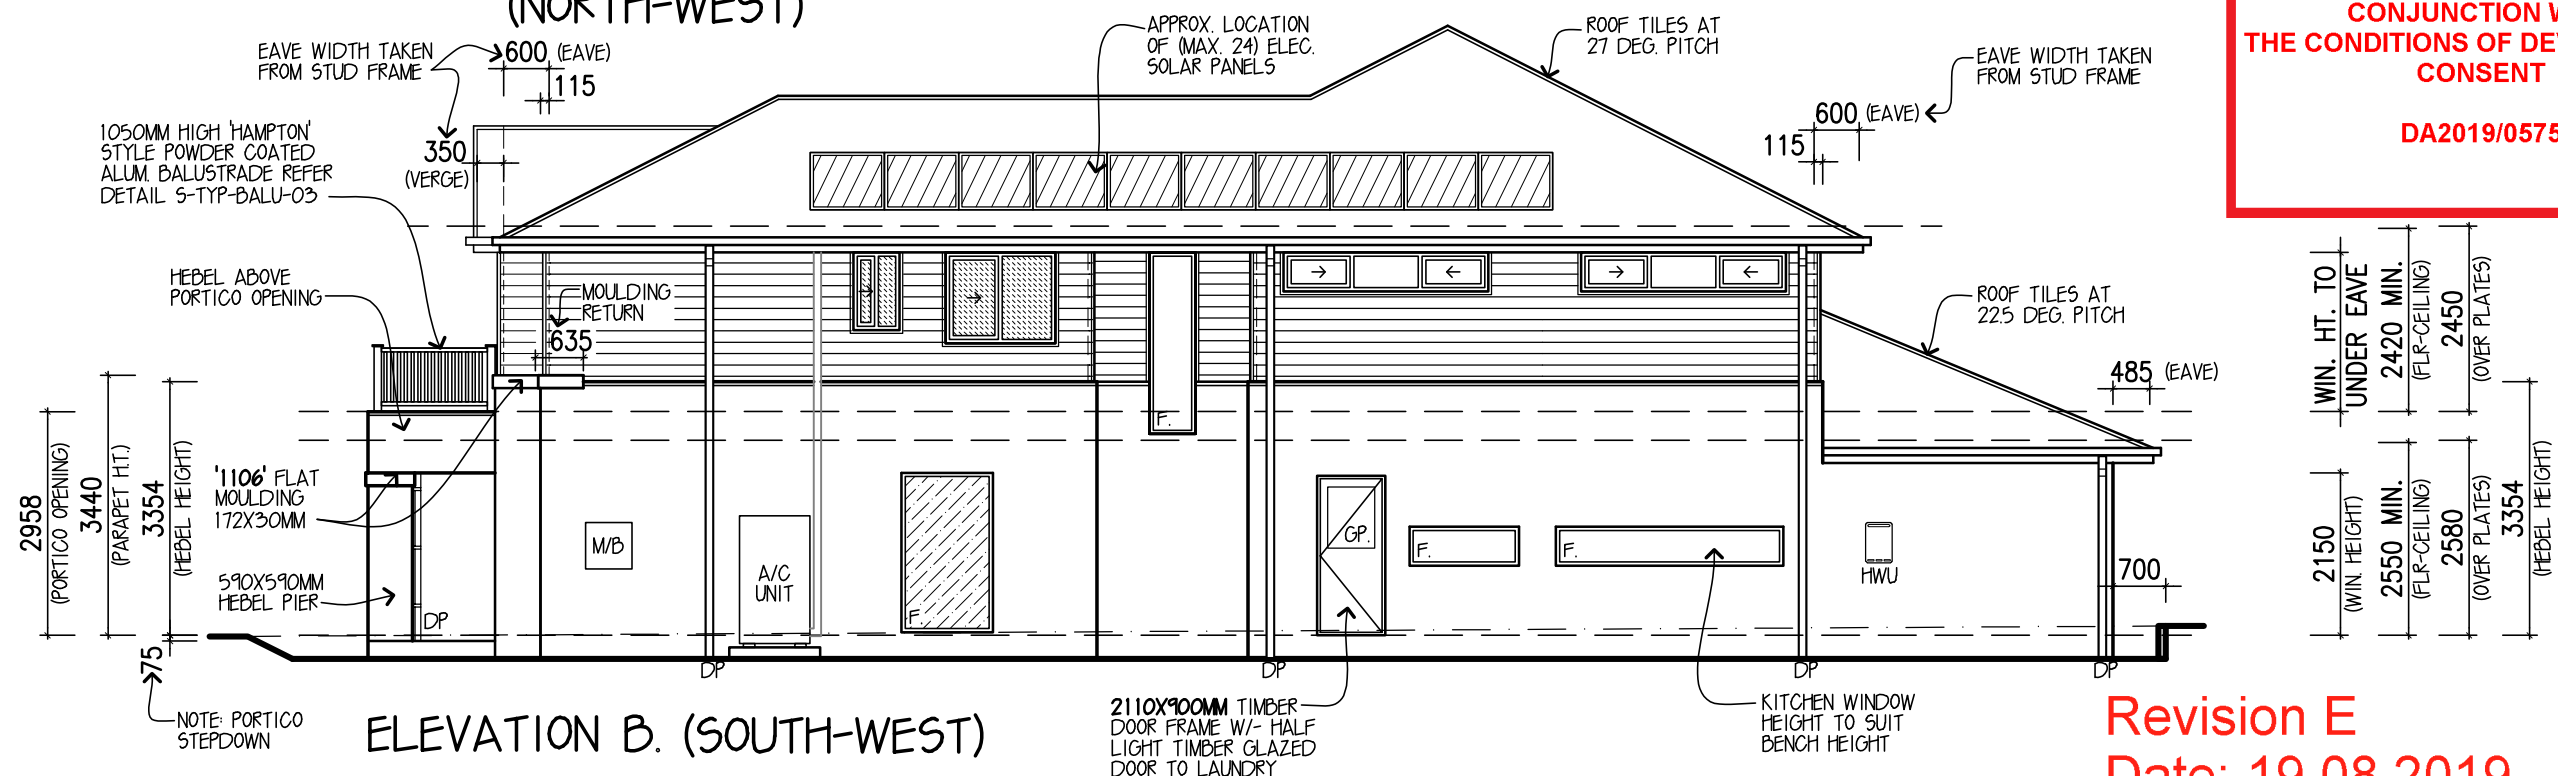 (NORTH-WEST)
EAVE WIDTH TAKEN
FROM STUD FRAME
600 (EAVE)
115
350
(VERGE)
1050MM HIGH 'HAMPTON'
STYLE POWDER COATED
ALUM. BALUSTRADE REFER
DETAIL S-TYP-BALU-03
HEBEL ABOVE
PORTICO OPENING
APPROX. LOCATION
OF (MAX. 24) ELEC.
SOLAR PANELS
ROOF TILES AT
27 DEG. PITCH
EAVE WIDTH TAKEN
FROM STUD FRAME
600 (EAVE)
115
CONJUNCTION
THE CONDITIONS OF
CONSENT
DA2019/0575
MOULDING
RETURN
635
ROOF TILES AT
22.5 DEG. PITCH
485 (EAVE)
WIN. HT. TO
UNDER EAVE
2420 MIN.
(FLR-CEILING)
2450
(OVER PLATES)
2958
(PORTICO OPENING)
3440
(PARAPET HT.)
3354
(HEBEL HEIGHT)
'1106' FLAT
MOULDING
172X30MM
590X590MM
HEBEL PIER
DP
M/B
A/C
UNIT
F.
F.
GP.
F.
F.
HWU
700
2150
(WIN. HEIGHT)
2550 MIN.
(FLR-CEILING)
2580
(OVER PLATES)
3354
(HEBEL HEIGHT)
75
NOTE: PORTICO
STEPDOWN
DP
DP
DP
DP
ELEVATION B. (SOUTH-WEST)
2110X900MM TIMBER
DOOR FRAME W/- HALF
LIGHT TIMBER GLAZED
DOOR TO LAUNDRY
KITCHEN WINDOW
HEIGHT TO SUIT
BENCH HEIGHT
Revision E
Date: 19.08.2019